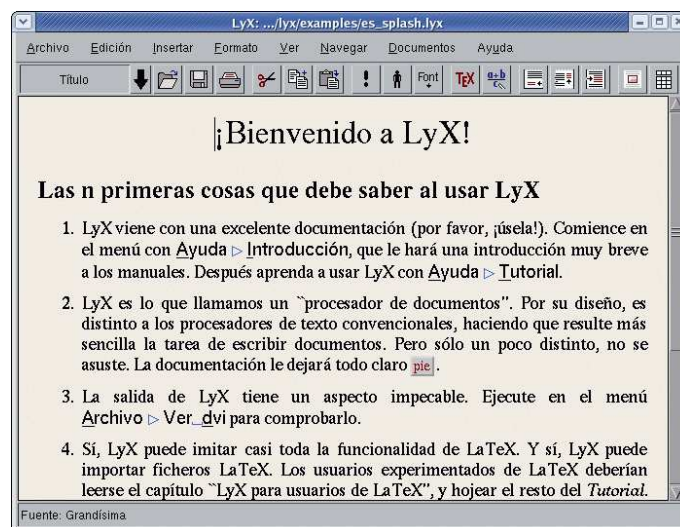 LyX: .../lyx/examples/es_splash.lyx
Archivo Edición Insertar Formato Ver Navegar Documentos Ayuda
Título ! Font TEX a+b c
¡Bienvenido a LyX!
Las n primeras cosas que debe saber al usar LyX
1. LyX viene con una excelente documentación (por favor, ¡úsela!). Comience en
el menú con Ayuda ▷ Introducción, que le hará una introducción muy breve
a los manuales. Después aprenda a usar LyX con Ayuda ▷ Tutorial.
2. LyX es lo que llamamos un ``procesador de documentos". Por su diseño, es
distinto a los procesadores de texto convencionales, haciendo que resulte más
sencilla la tarea de escribir documentos. Pero sólo un poco distinto, no se
asuste. La documentación le dejará todo claro pie.
3. La salida de LyX tiene un aspecto impecable. Ejecute en el menú
Archivo ▷ Ver_dvi para comprobarlo.
4. Sí, LyX puede imitar casi toda la funcionalidad de LaTeX. Y sí, LyX puede
importar ficheros LaTeX. Los usuarios experimentados de LaTeX deberían
leerse el capítulo ``LyX para usuarios de LaTeX", y hojear el resto del Tutorial.
Fuente: Grandísima